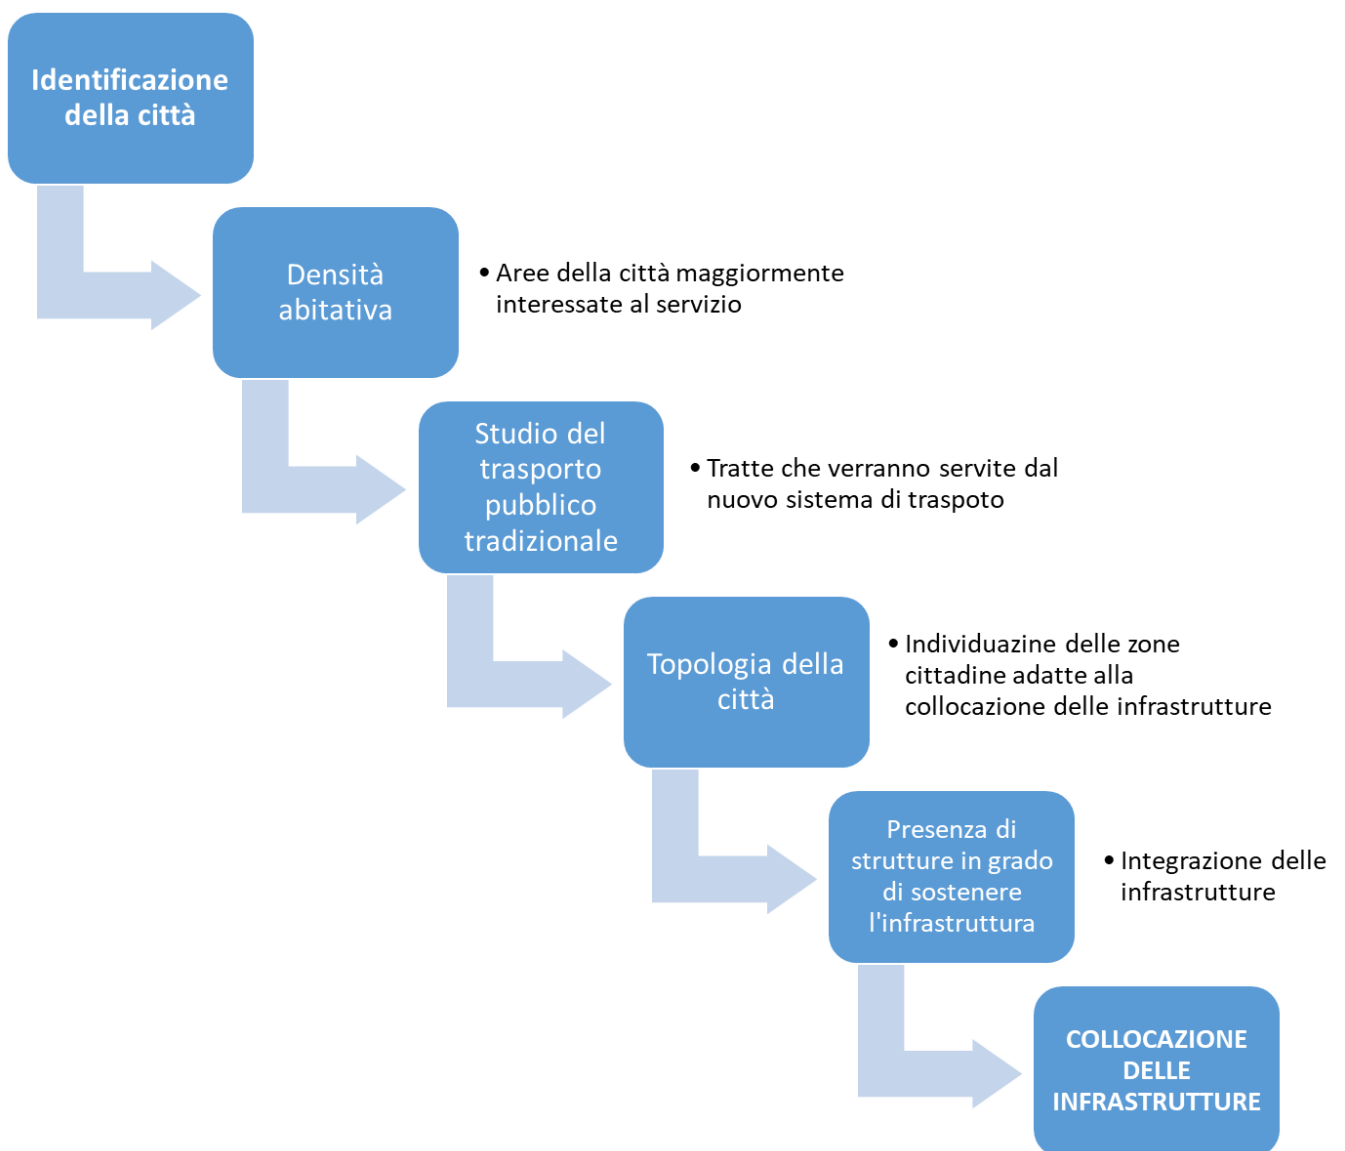 Identificazione
della città
Densità
abitativa
• Aree della città maggiormente
interessate al servizio
Studio del
trasporto
pubblico
tradizionale
• Tratte che verranno servite dal
nuovo sistema di traspoto
Topologia della
città
• Individuazine delle zone
cittadine adatte alla
collocazione delle infrastrutture
Presenza di
strutture in grado
di sostenere
l'infrastruttura
• Integrazione delle
infrastrutture
COLLOCAZIONE
DELLE
INFRASTRUTTURE